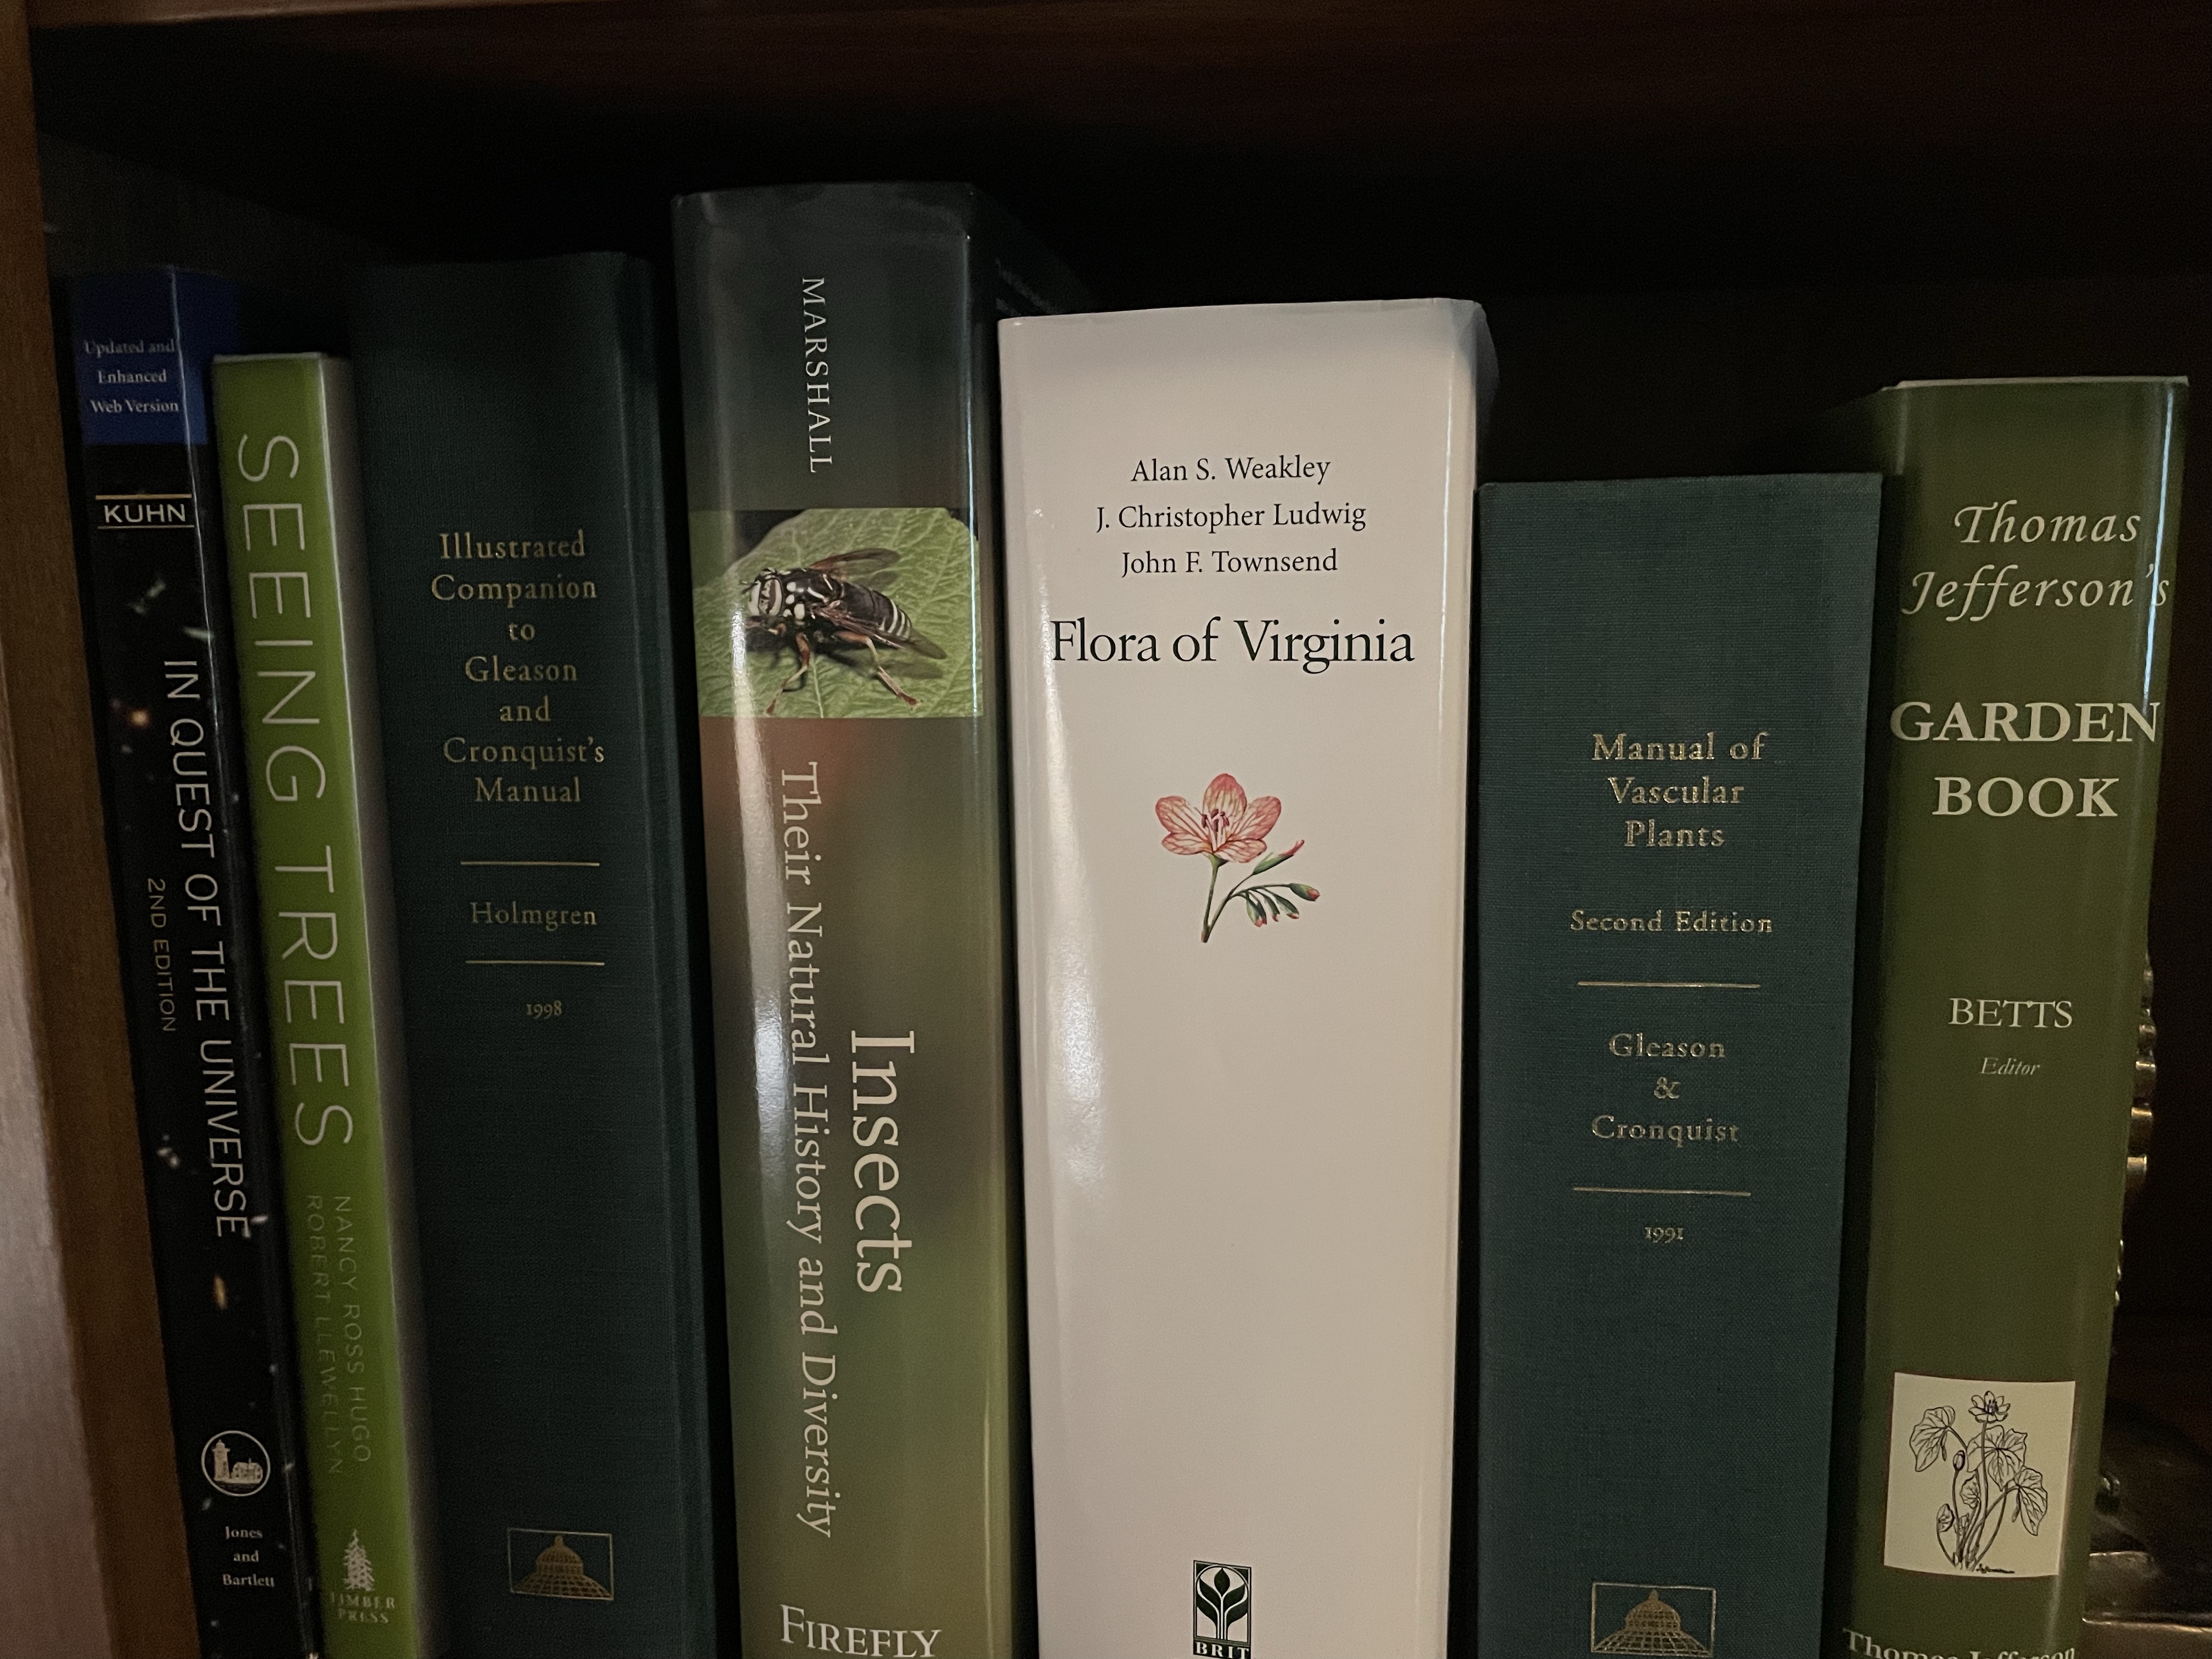 Updated and
Enhanced
Web Version
KUHN
IN QUEST OF THE UNIVERSE
2ND EDITION
Jones
and
Bartlett
SEEING TREES
NANCY ROSS HUGO
ROBERT LLEWELLYN
TIMBER
PRESS
Illustrated
Companion
to
Gleason
and
Cronquist's
Manual
Holmgren
1998
MARSHALL
Insects
Their Natural History and Diversity
FIREFLY
Alan S. Weakley
J. Christopher Ludwig
John F. Townsend
Flora of Virginia
BRIT
Manual of
Vascular
Plants
Second Edition
Gleason
&
Cronquist
1991
Thomas
Jefferson's
GARDEN
BOOK
BETTS
Editor
Thomas Jefferson